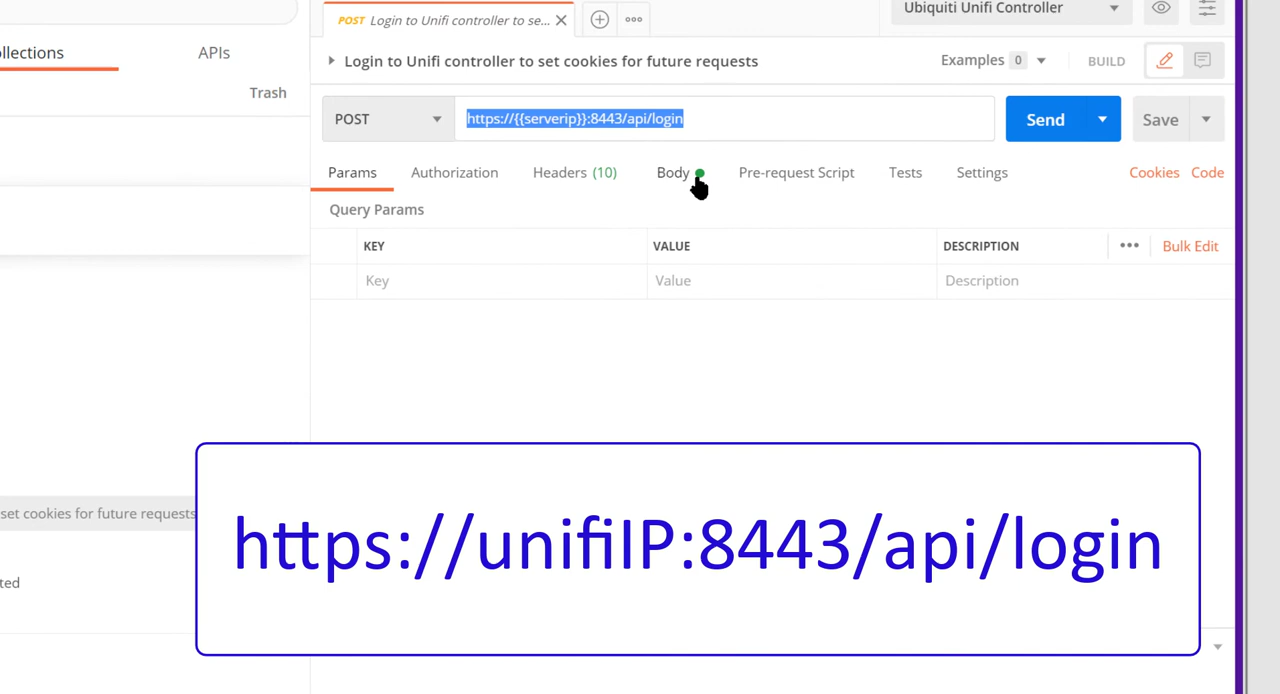 POST Login to Unifi controller to se...
Ubiquiti Unifi Controller
ollections
APIs
Login to Unifi controller to set cookies for future requests
Examples 0
BUILD
Trash
POST
https://{{serverip}}:8443/api/login
Send
Save
Params
Authorization
Headers (10)
Body
Pre-request Script
Tests
Settings
Cookies
Code
Query Params
KEY
VALUE
DESCRIPTION
Bulk Edit
Key
Value
Description
set cookies for future requests
https://unifiIP:8443/api/login
ted